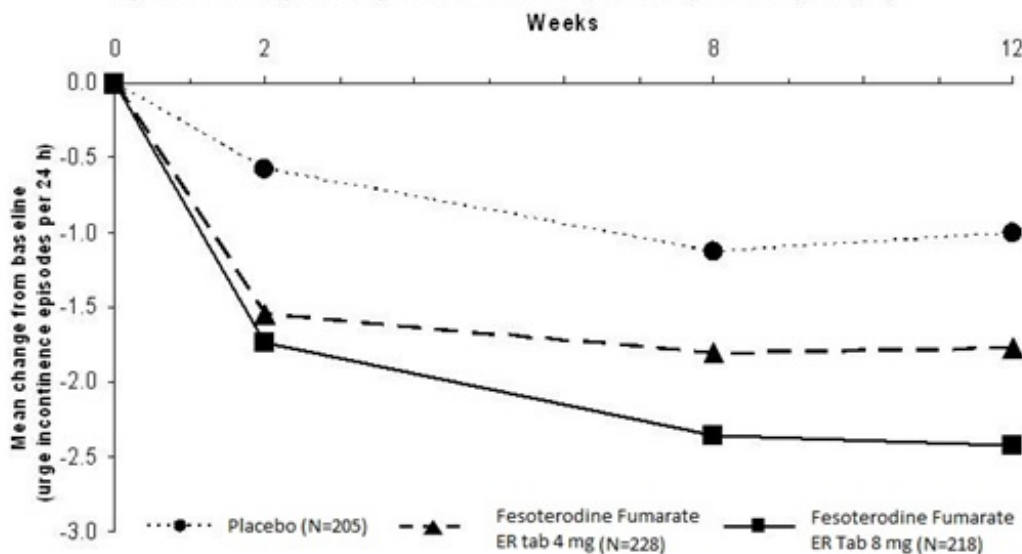 Weeks
0 2 8 12
0.0
-0.5
-1.0
-1.5
-2.0
-2.5
-3.0
Mean change from baseline
(urge incontinence episodes per 24 h)
Placebo (N=205)
Fesoterodine Fumarate
ER tab 4 mg (N=228)
Fesoterodine Fumarate
ER Tab 8 mg (N=218)